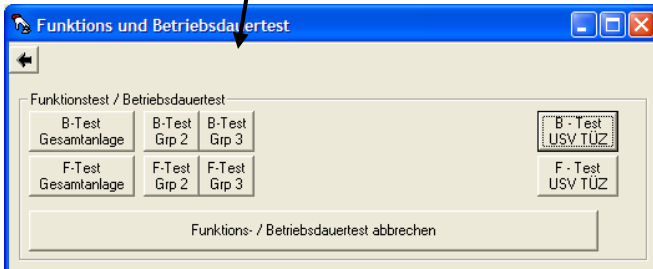 Funktions und Betriebsdauertest
Funktionstest / Betriebsdauertest
B-Test Gesamtanlage
B-Test Grp 2
B-Test Grp 3
B - Test USV TÜZ
F-Test Gesamtanlage
F-Test Grp 2
F-Test Grp 3
F - Test USV TÜZ
Funktions- / Betriebsdauertest abbrechen